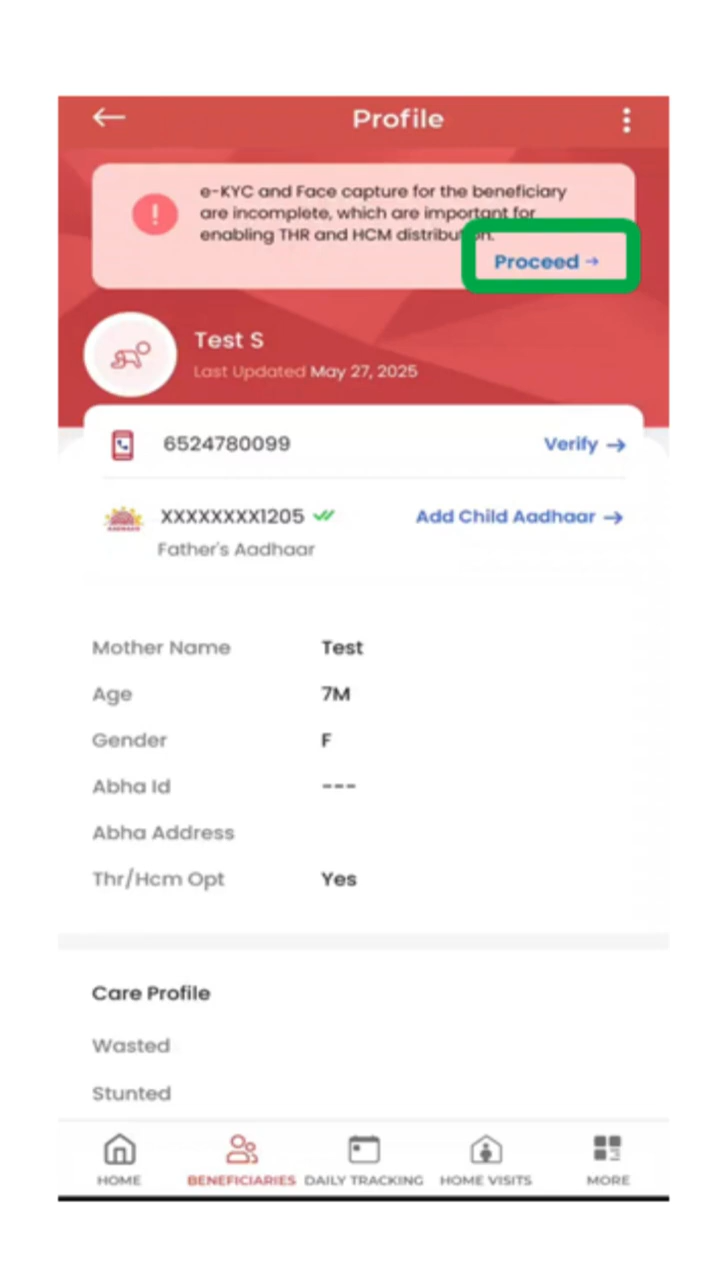 Profile
e-KYC and Face capture for the beneficiary
are incomplete, which are important for
enabling THR and HCM distribution.
Proceed →
Test S
Last Updated May 27, 2025
6524780099 Verify →
XXXXXXXX1205 Add Child Aadhaar →
Father's Aadhaar
Mother Name Test
Age 7M
Gender F
Abha Id ---
Abha Address
Thr/Hcm Opt Yes
Care Profile
Wasted
Stunted
HOME BENEFICIARIES DAILY TRACKING HOME VISITS MORE